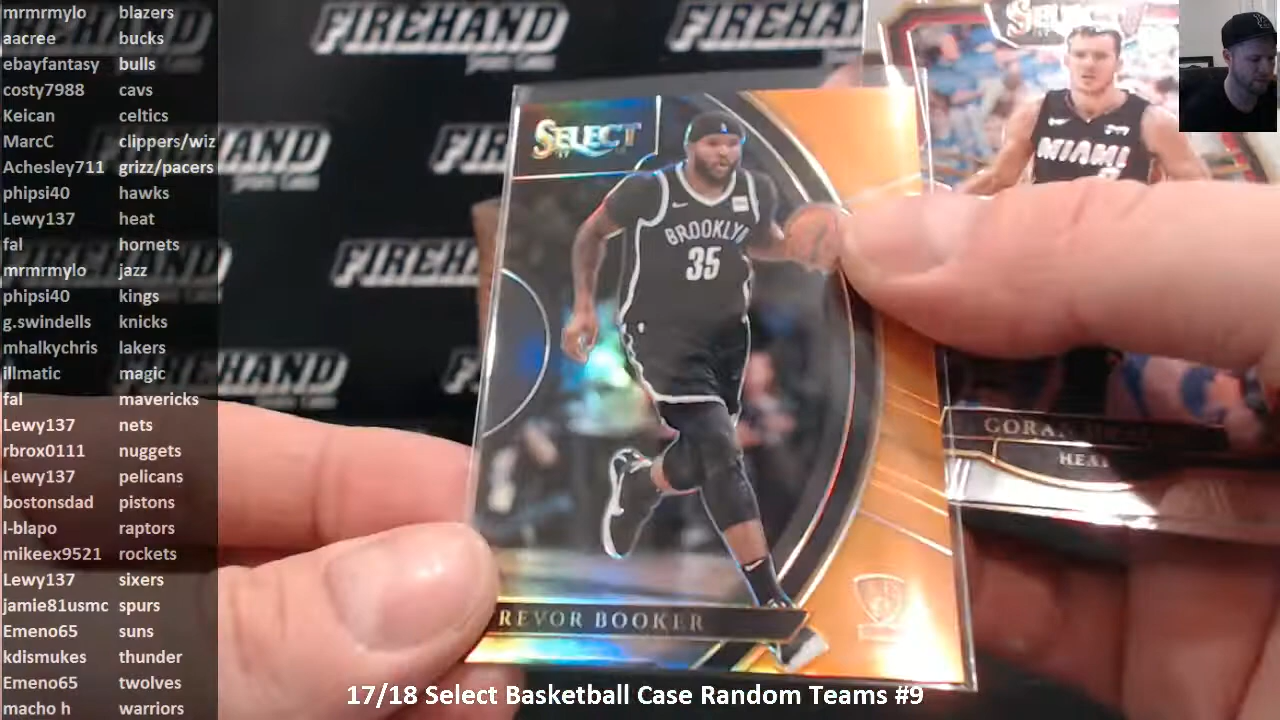 mrmrmylo blazers
aacree bucks
ebayfantasy bulls
costy7988 cavs
Keican celtics
MarcC clippers/wiz
Achesley711 grizz/pacers
phipsi40 hawks
Lewy137 heat
fal hornets
mrmrmylo jazz
phipsi40 kings
g.swindells knicks
mhalkychris lakers
illmatic magic
fal mavericks
Lewy137 nets
rbrox0111 nuggets
Lewy137 pelicans
bostonsdad pistons
l-blapo raptors
mikeex9521 rockets
Lewy137 sixers
jamie81usmc spurs
Emeno65 suns
kdismukes thunder
Emeno65 twolves
macho h warriors
FIREHAND
FIREHA
SELECT
SELECT
MIAMI
BROOKLYN
35
FIREHA
FIREHAND
GORAN
HEAT
REVOR BOOKER
17/18 Select Basketball Case Random Teams #9